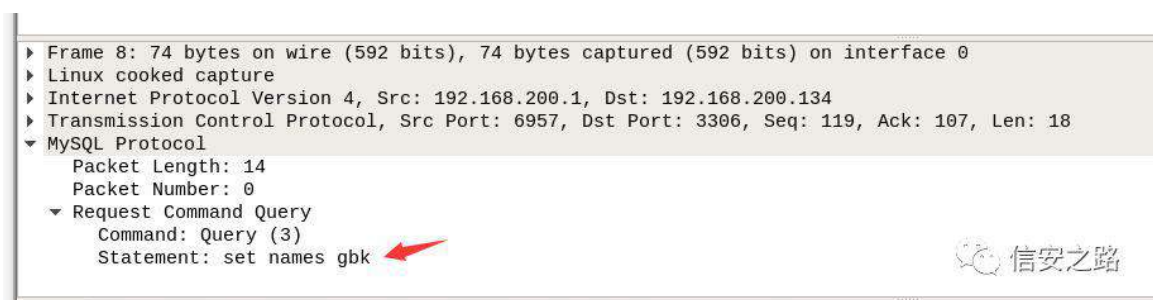 Frame 8: 74 bytes on wire (592 bits), 74 bytes captured (592 bits) on interface 0
Linux cooked capture
Internet Protocol Version 4, Src: 192.168.200.1, Dst: 192.168.200.134
Transmission Control Protocol, Src Port: 6957, Dst Port: 3306, Seq: 119, Ack: 107, Len: 18
MySQL Protocol
Packet Length: 14
Packet Number: 0
Request Command Query
Command: Query (3)
Statement: set names gbk
信安之路